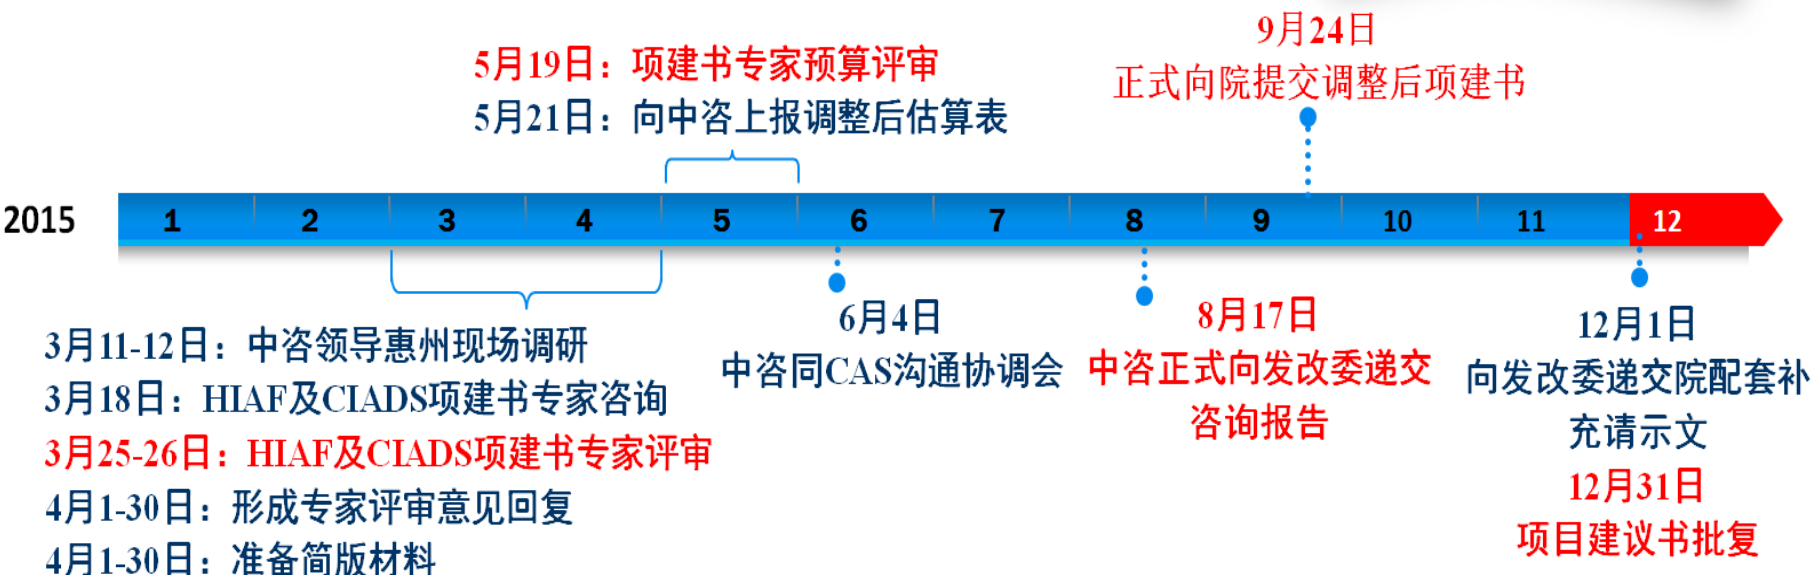 9月24日
正式向院提交调整后项建书
5月19日：项建书专家预算评审
5月21日：向中咨上报调整后估算表
2015 1 2 3 4 5 6 7 8 9 10 11 12
3月11-12日：中咨领导惠州现场调研
3月18日：HIAF及CIADS项建书专家咨询
3月25-26日：HIAF及CIADS项建书专家评审
4月1-30日：形成专家评审意见回复
4月1-30日：准备简版材料
6月4日
中咨同CAS沟通协调会
8月17日
中咨正式向发改委递交
咨询报告
12月1日
向发改委递交院配套补
充请示文
12月31日
项目建议书批复